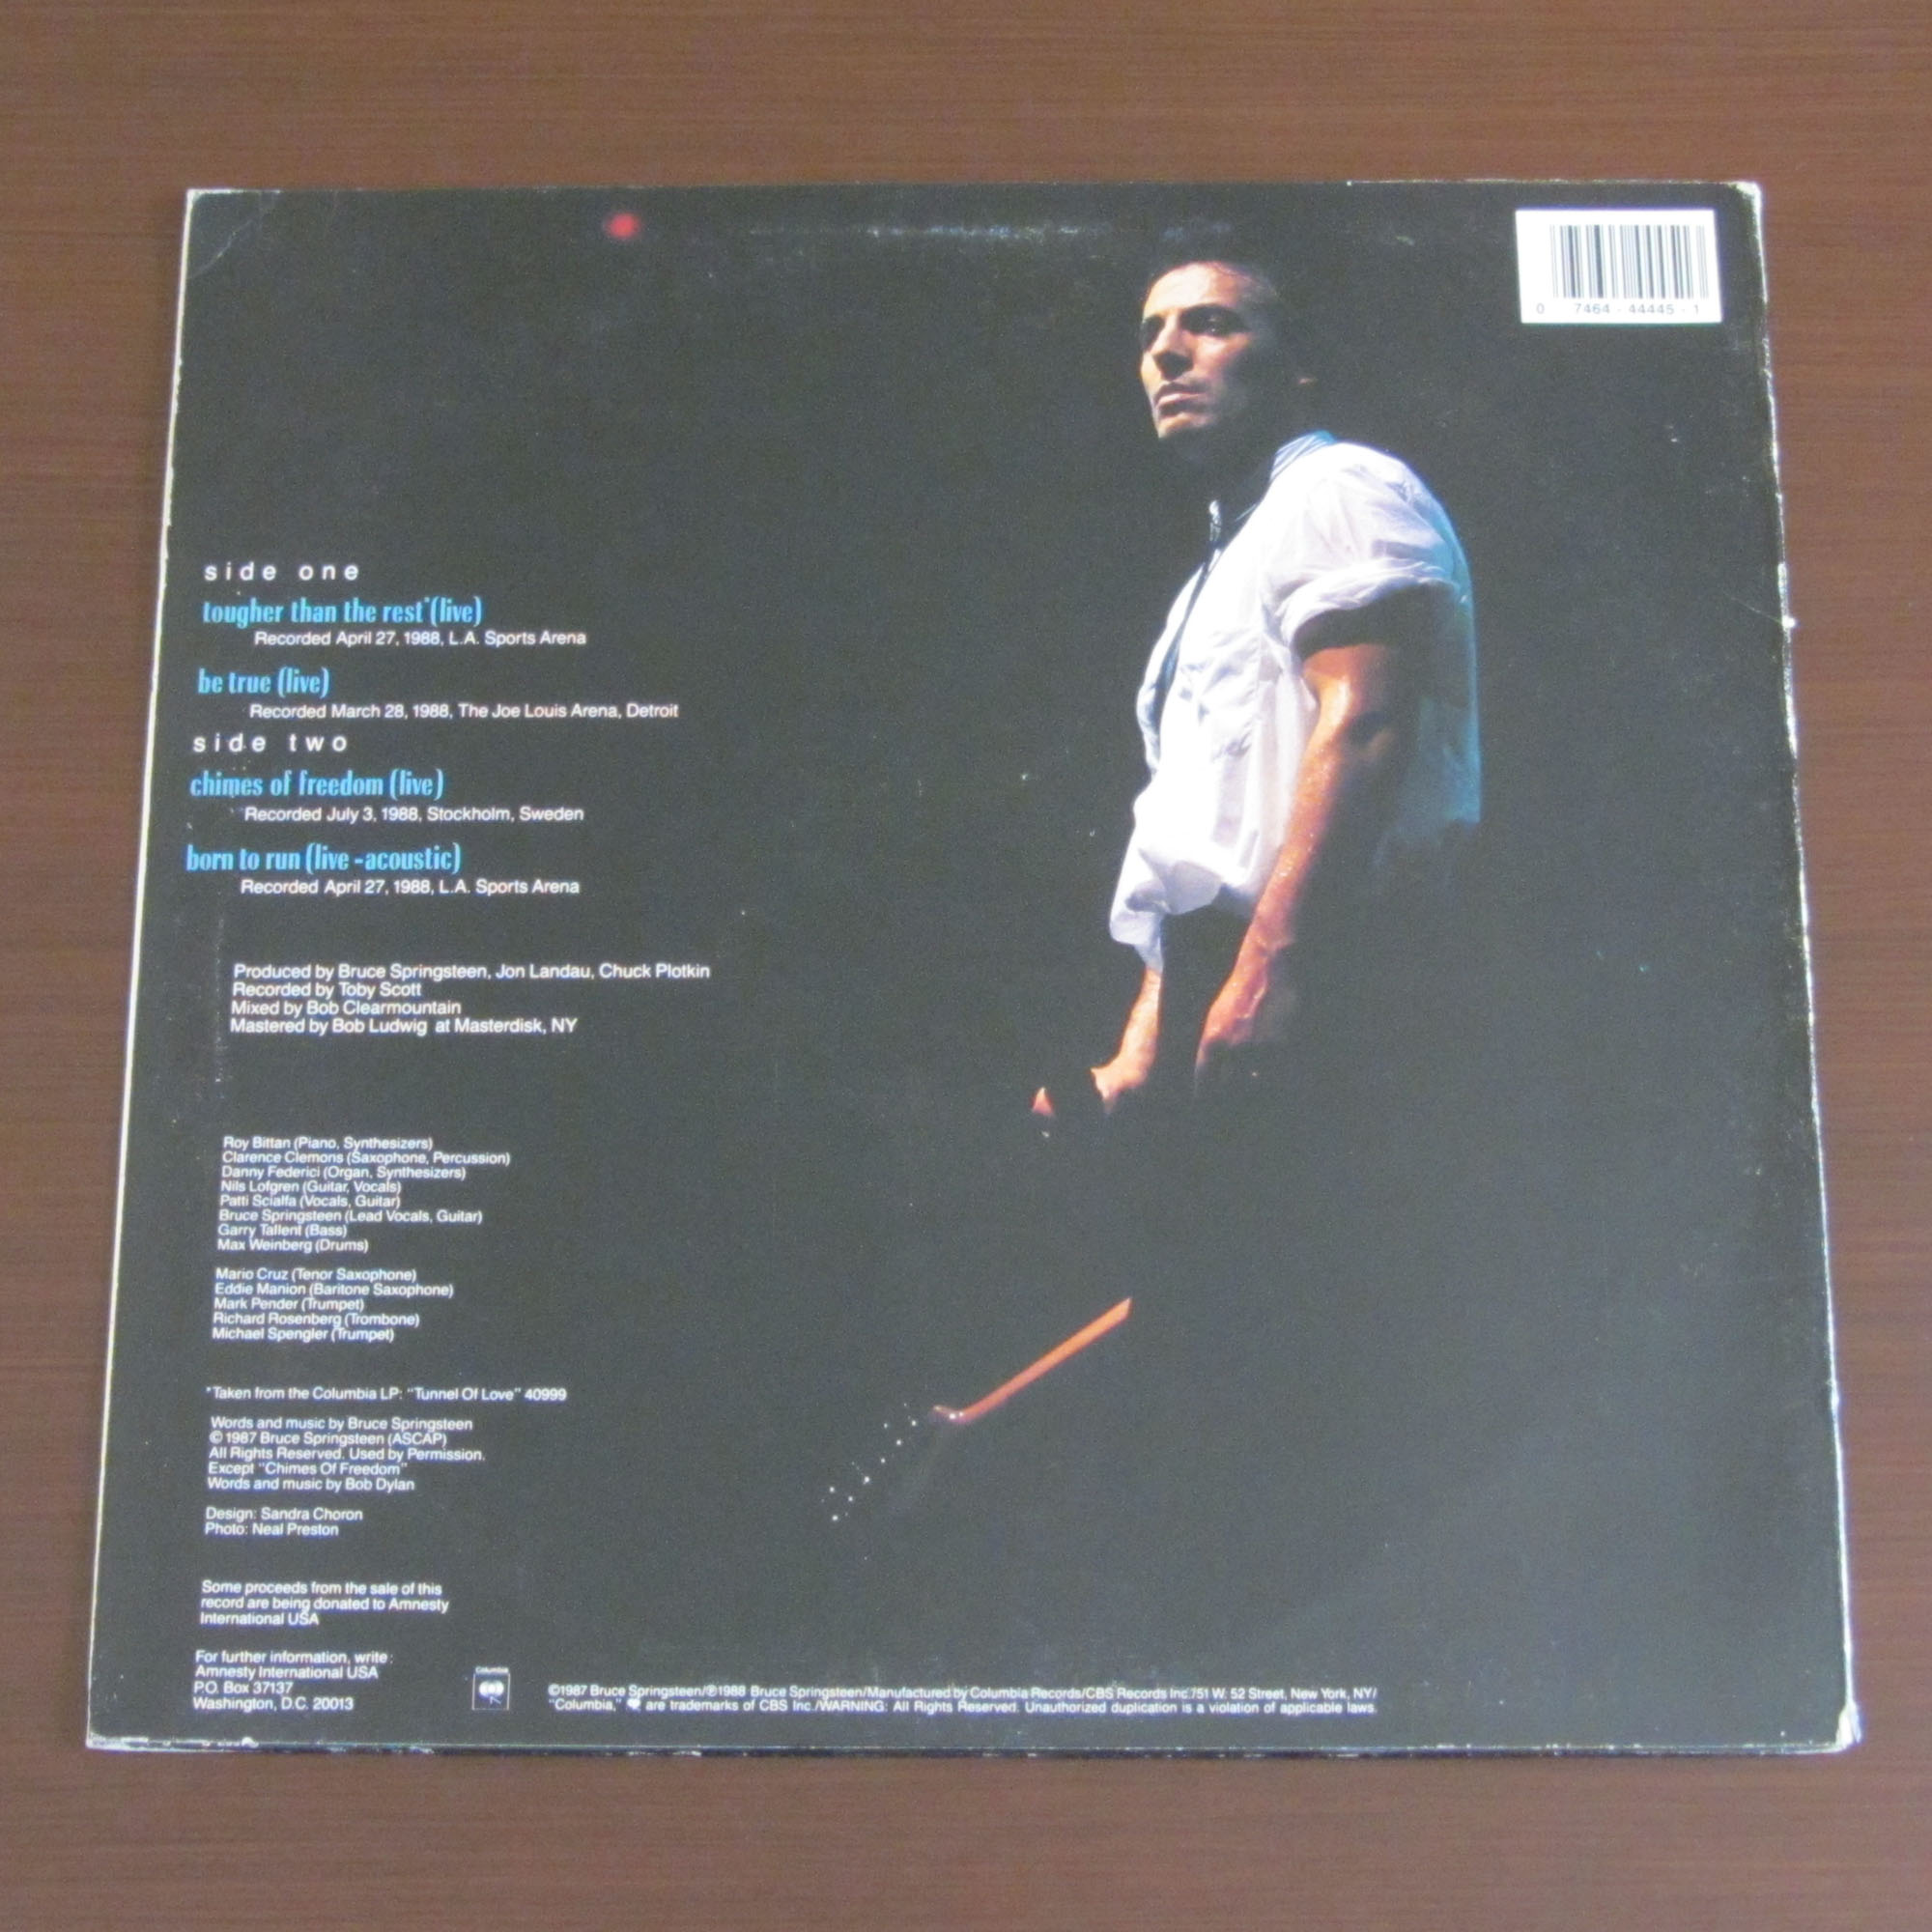 0 7464 - 44445 - 1
side one
tougher than the rest*(live)
Recorded April 27, 1988, L.A. Sports Arena
be true (live)
Recorded March 28, 1988, The Joe Louis Arena, Detroit
side two
chimes of freedom (live)
Recorded July 3, 1988, Stockholm, Sweden
born to run (live-acoustic)
Recorded April 27, 1988, L.A. Sports Arena
Produced by Bruce Springsteen, Jon Landau, Chuck Plotkin
Recorded by Toby Scott
Mixed by Bob Clearmountain
Mastered by Bob Ludwig at Masterdisk, NY
Roy Bittan (Piano, Synthesizers)
Clarence Clemons (Saxophone, Percussion)
Danny Federici (Organ, Synthesizers)
Nils Lofgren (Guitar, Vocals)
Patti Scialfa (Vocals, Guitar)
Bruce Springsteen (Lead Vocals, Guitar)
Garry Tallent (Bass)
Max Weinberg (Drums)
Mario Cruz (Tenor Saxophone)
Eddie Manion (Baritone Saxophone)
Mark Pender (Trumpet)
Richard Rosenberg (Trombone)
Michael Spengler (Trumpet)
*Taken from the Columbia LP: "Tunnel Of Love" 40999
Words and music by Bruce Springsteen
© 1987 Bruce Springsteen (ASCAP)
All Rights Reserved. Used by Permission.
Except "Chimes Of Freedom"
Words and music by Bob Dylan
Design: Sandra Choron
Photo: Neal Preston
Some proceeds from the sale of this
record are being donated to Amnesty
International USA
For further information, write:
Amnesty International USA
P.O. Box 37137
Washington, D.C. 20013
Columbia
©1987 Bruce Springsteen/℗1988 Bruce Springsteen/Manufactured by Columbia Records/CBS Records Inc./51 W. 52 Street, New York, NY/
"Columbia," are trademarks of CBS Inc./WARNING: All Rights Reserved. Unauthorized duplication is a violation of applicable laws.